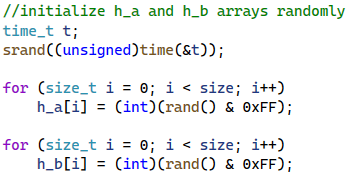 //initialize h_a and h_b arrays randomly
time_t t;
srand((unsigned)time(&t));
for (size_t i = 0; i < size; i++)
h_a[i] = (int)(rand() & 0xFF);
for (size_t i = 0; i < size; i++)
h_b[i] = (int)(rand() & 0xFF);